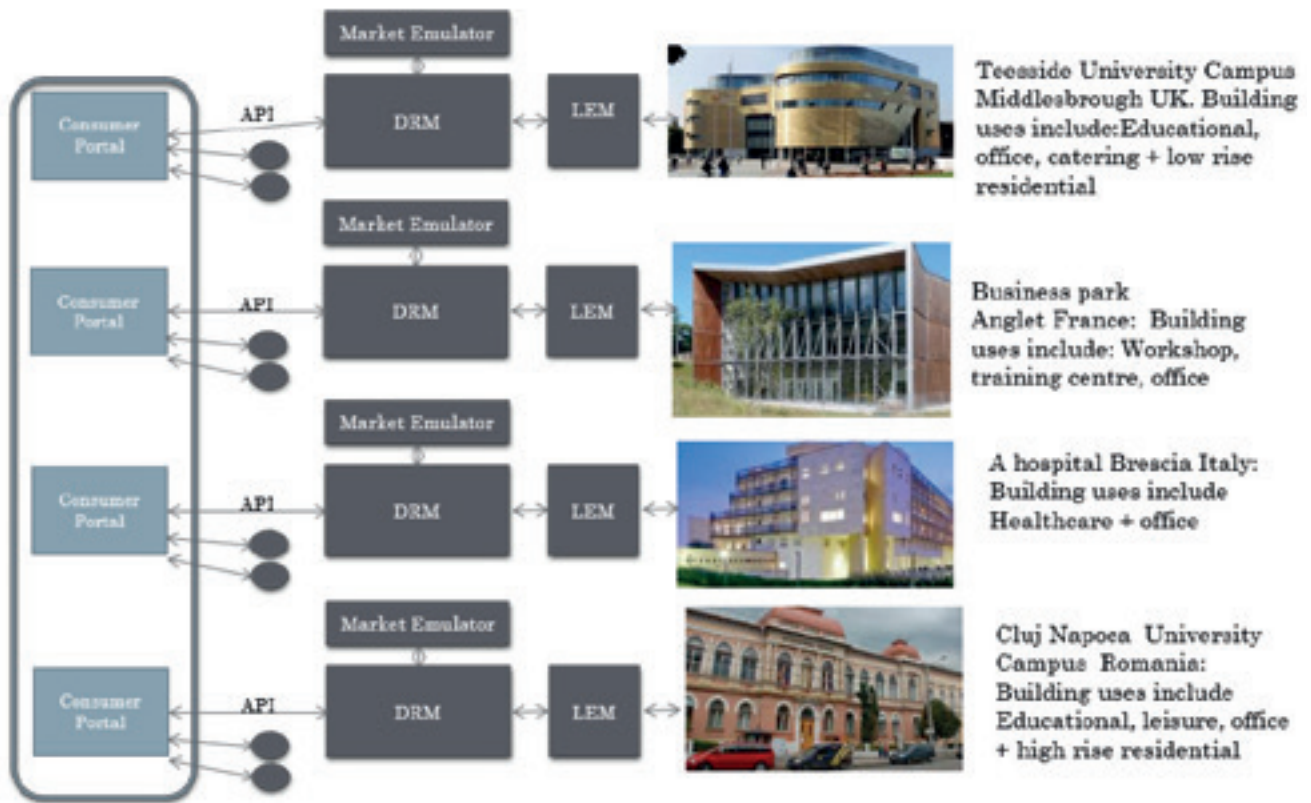 Market Emulator
Consumer
Portal
API
DRM
LEM
Teesside University Campus
Middlesbrough UK. Building
uses include:Educational,
office, catering + low rise
residential
Market Emulator
Consumer
Portal
API
DRM
LEM
Business park
Anglet France: Building
uses include: Workshop,
training centre, office
Market Emulator
Consumer
Portal
API
DRM
LEM
A hospital Brescia Italy:
Building uses include
Healthcare + office
Market Emulator
Consumer
Portal
API
DRM
LEM
Cluj Napoca University
Campus Romania:
Building uses include
Educational, leisure, office
+ high rise residential